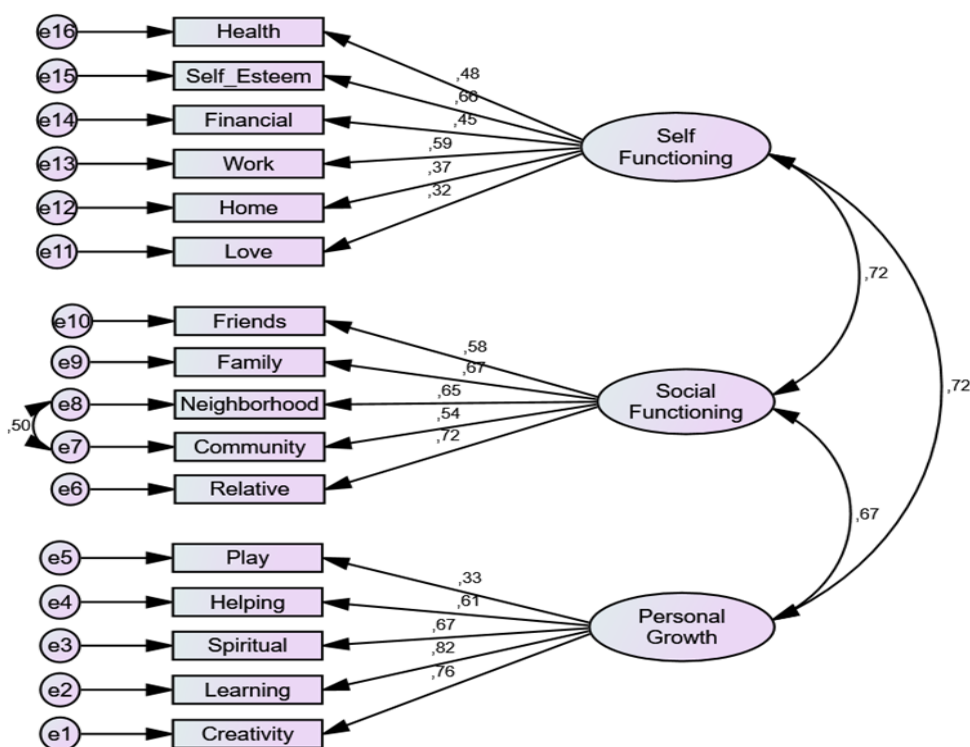 e16
Health
e15
Self_Esteem
e14
Financial
e13
Work
e12
Home
e11
Love
,48
,66
,45
,59
,37
,32
Self
Functioning
,72
e10
Friends
e9
Family
e8
Neighborhood
,50
e7
Community
e6
Relative
,58
,67
,65
,54
,72
Social
Functioning
,72
,67
e5
Play
e4
Helping
e3
Spiritual
e2
Learning
e1
Creativity
,33
,61
,67
,82
,76
Personal
Growth